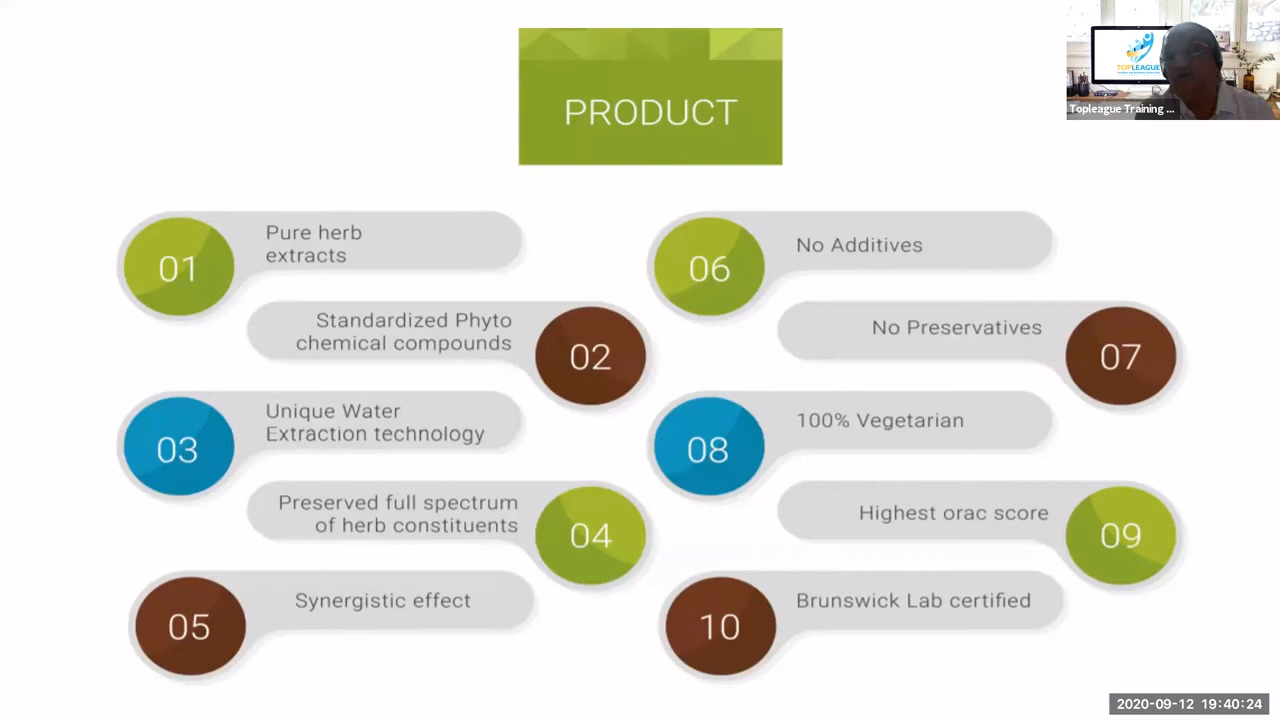 PRODUCT
TOPLEAGUE
Topleague Training ...
01
Pure herb
extracts
Standardized Phyto
chemical compounds
02
03
Unique Water
Extraction technology
Preserved full spectrum
of herb constituents
04
05
Synergistic effect
06
No Additives
No Preservatives
07
08
100% Vegetarian
Highest orac score
09
10
Brunswick Lab certified
2020-09-12 19:40:24